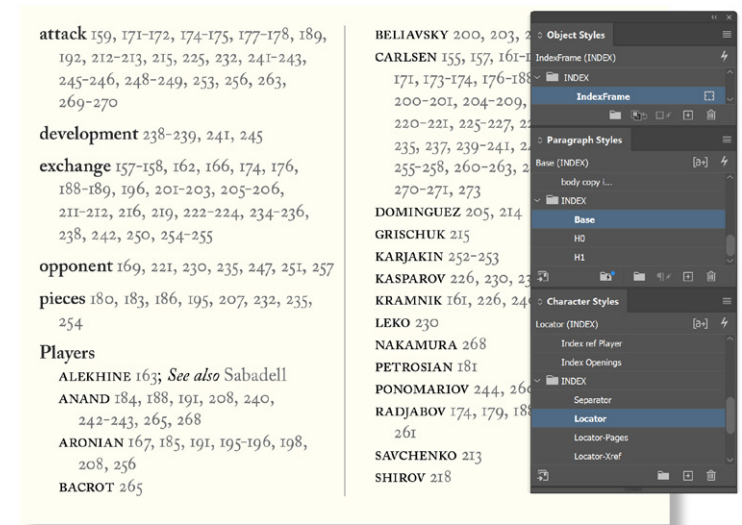 attack 159, 171-172, 174-175, 177-178, 189,
192, 212-213, 215, 225, 232, 241-243,
245-246, 248-249, 253, 256, 263,
269-270
development 238-239, 241, 245
exchange 157-158, 162, 166, 174, 176,
188-189, 196, 201-203, 205-206,
211-212, 216, 219, 222-224, 234-236,
238, 242, 250, 254-255
opponent 169, 221, 230, 235, 247, 251, 257
pieces 180, 183, 186, 195, 207, 232, 235,
254
Players
ALEKHINE 163; See also Sabadell
ANAND 184, 188, 191, 208, 240,
242-243, 265, 268
ARONIAN 167, 185, 191, 195-196, 198,
208, 256
BACROT 265
BELIAVSKY 200, 203,
CARLSEN 155, 157,
171, 173-174,
200-201, 204-209,
220-221, 225-227,
235, 237, 239-241,
255-258, 260-263,
270-271, 273
DOMINGUEZ 205, 214
GRISCHUK 215
KARJAKIN 252-253
KASPAROV 226, 230,
KRAMNIK 161, 226,
LEKO 230
NAKAMURA 268
PETROSIAN 181
PONOMARIOV 244,
RADJABOV 174, 179,
261
SAVCHENKO 213
SHIROV 218
Object Styles
IndexFrame (INDEX)
INDEX
IndexFrame
Paragraph Styles
Base (INDEX)
[a+]
body copy i...
INDEX
Base
H0
H1
Character Styles
Locator (INDEX)
[a+]
Index ref Player
Index Openings
INDEX
Separator
Locator
Locator-Pages
Locator-Xref